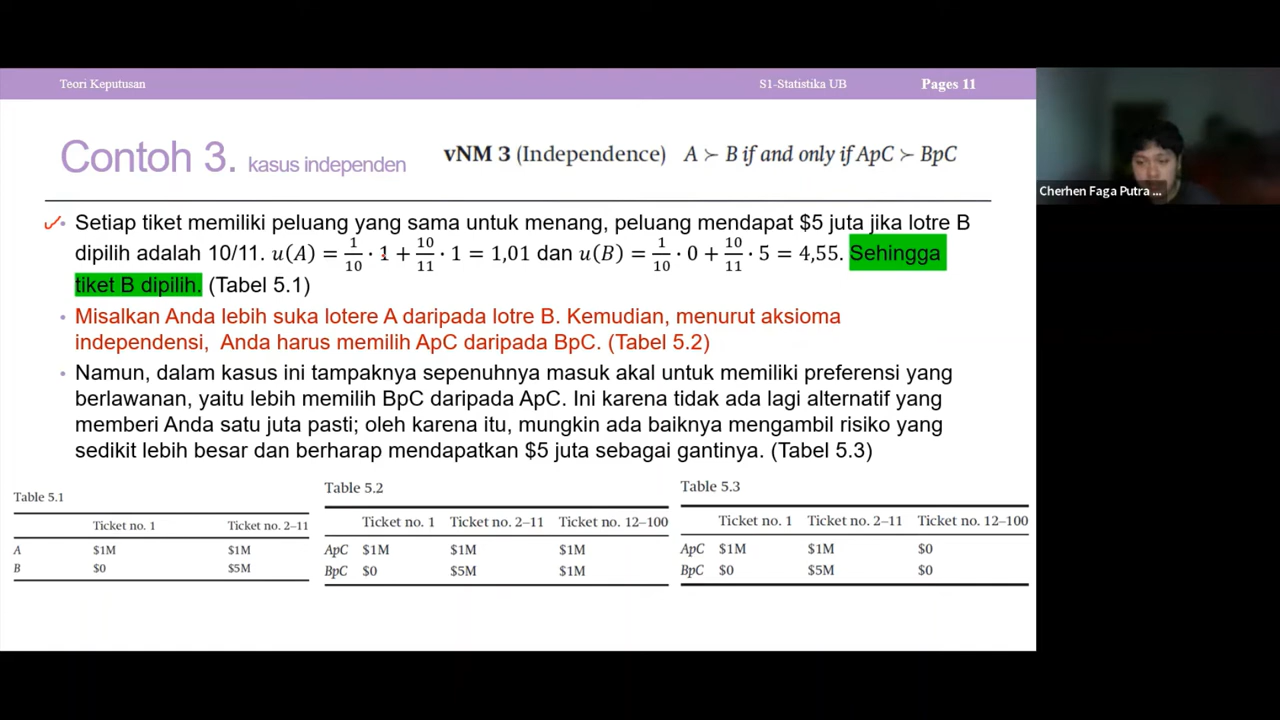 Teori Keputusan
S1-Statistika UB
Pages 11
Contoh 3. kasus independen
vNM 3 (Independence) A ≻ B if and only if ApC ≻ BpC
• Setiap tiket memiliki peluang yang sama untuk menang, peluang mendapat $5 juta jika lotre B
dipilih adalah 10/11. u(A) = 1/10 · 1 + 10/11 · 1 = 1,01 dan u(B) = 1/10 · 0 + 10/11 · 5 = 4,55. Sehingga
tiket B dipilih. (Tabel 5.1)
• Misalkan Anda lebih suka lotere A daripada lotre B. Kemudian, menurut aksioma
independensi, Anda harus memilih ApC daripada BpC. (Tabel 5.2)
• Namun, dalam kasus ini tampaknya sepenuhnya masuk akal untuk memiliki preferensi yang
berlawanan, yaitu lebih memilih BpC daripada ApC. Ini karena tidak ada lagi alternatif yang
memberi Anda satu juta pasti; oleh karena itu, mungkin ada baiknya mengambil risiko yang
sedikit lebih besar dan berharap mendapatkan $5 juta sebagai gantinya. (Tabel 5.3)
Table 5.1
Ticket no. 1 Ticket no. 2–11
A $1M $1M
B $0 $5M
Table 5.2
Ticket no. 1 Ticket no. 2–11 Ticket no. 12–100
ApC $1M $1M $1M
BpC $0 $5M $1M
Table 5.3
Ticket no. 1 Ticket no. 2–11 Ticket no. 12–100
ApC $1M $1M $0
BpC $0 $5M $0
Cherhen Faga Putra ...